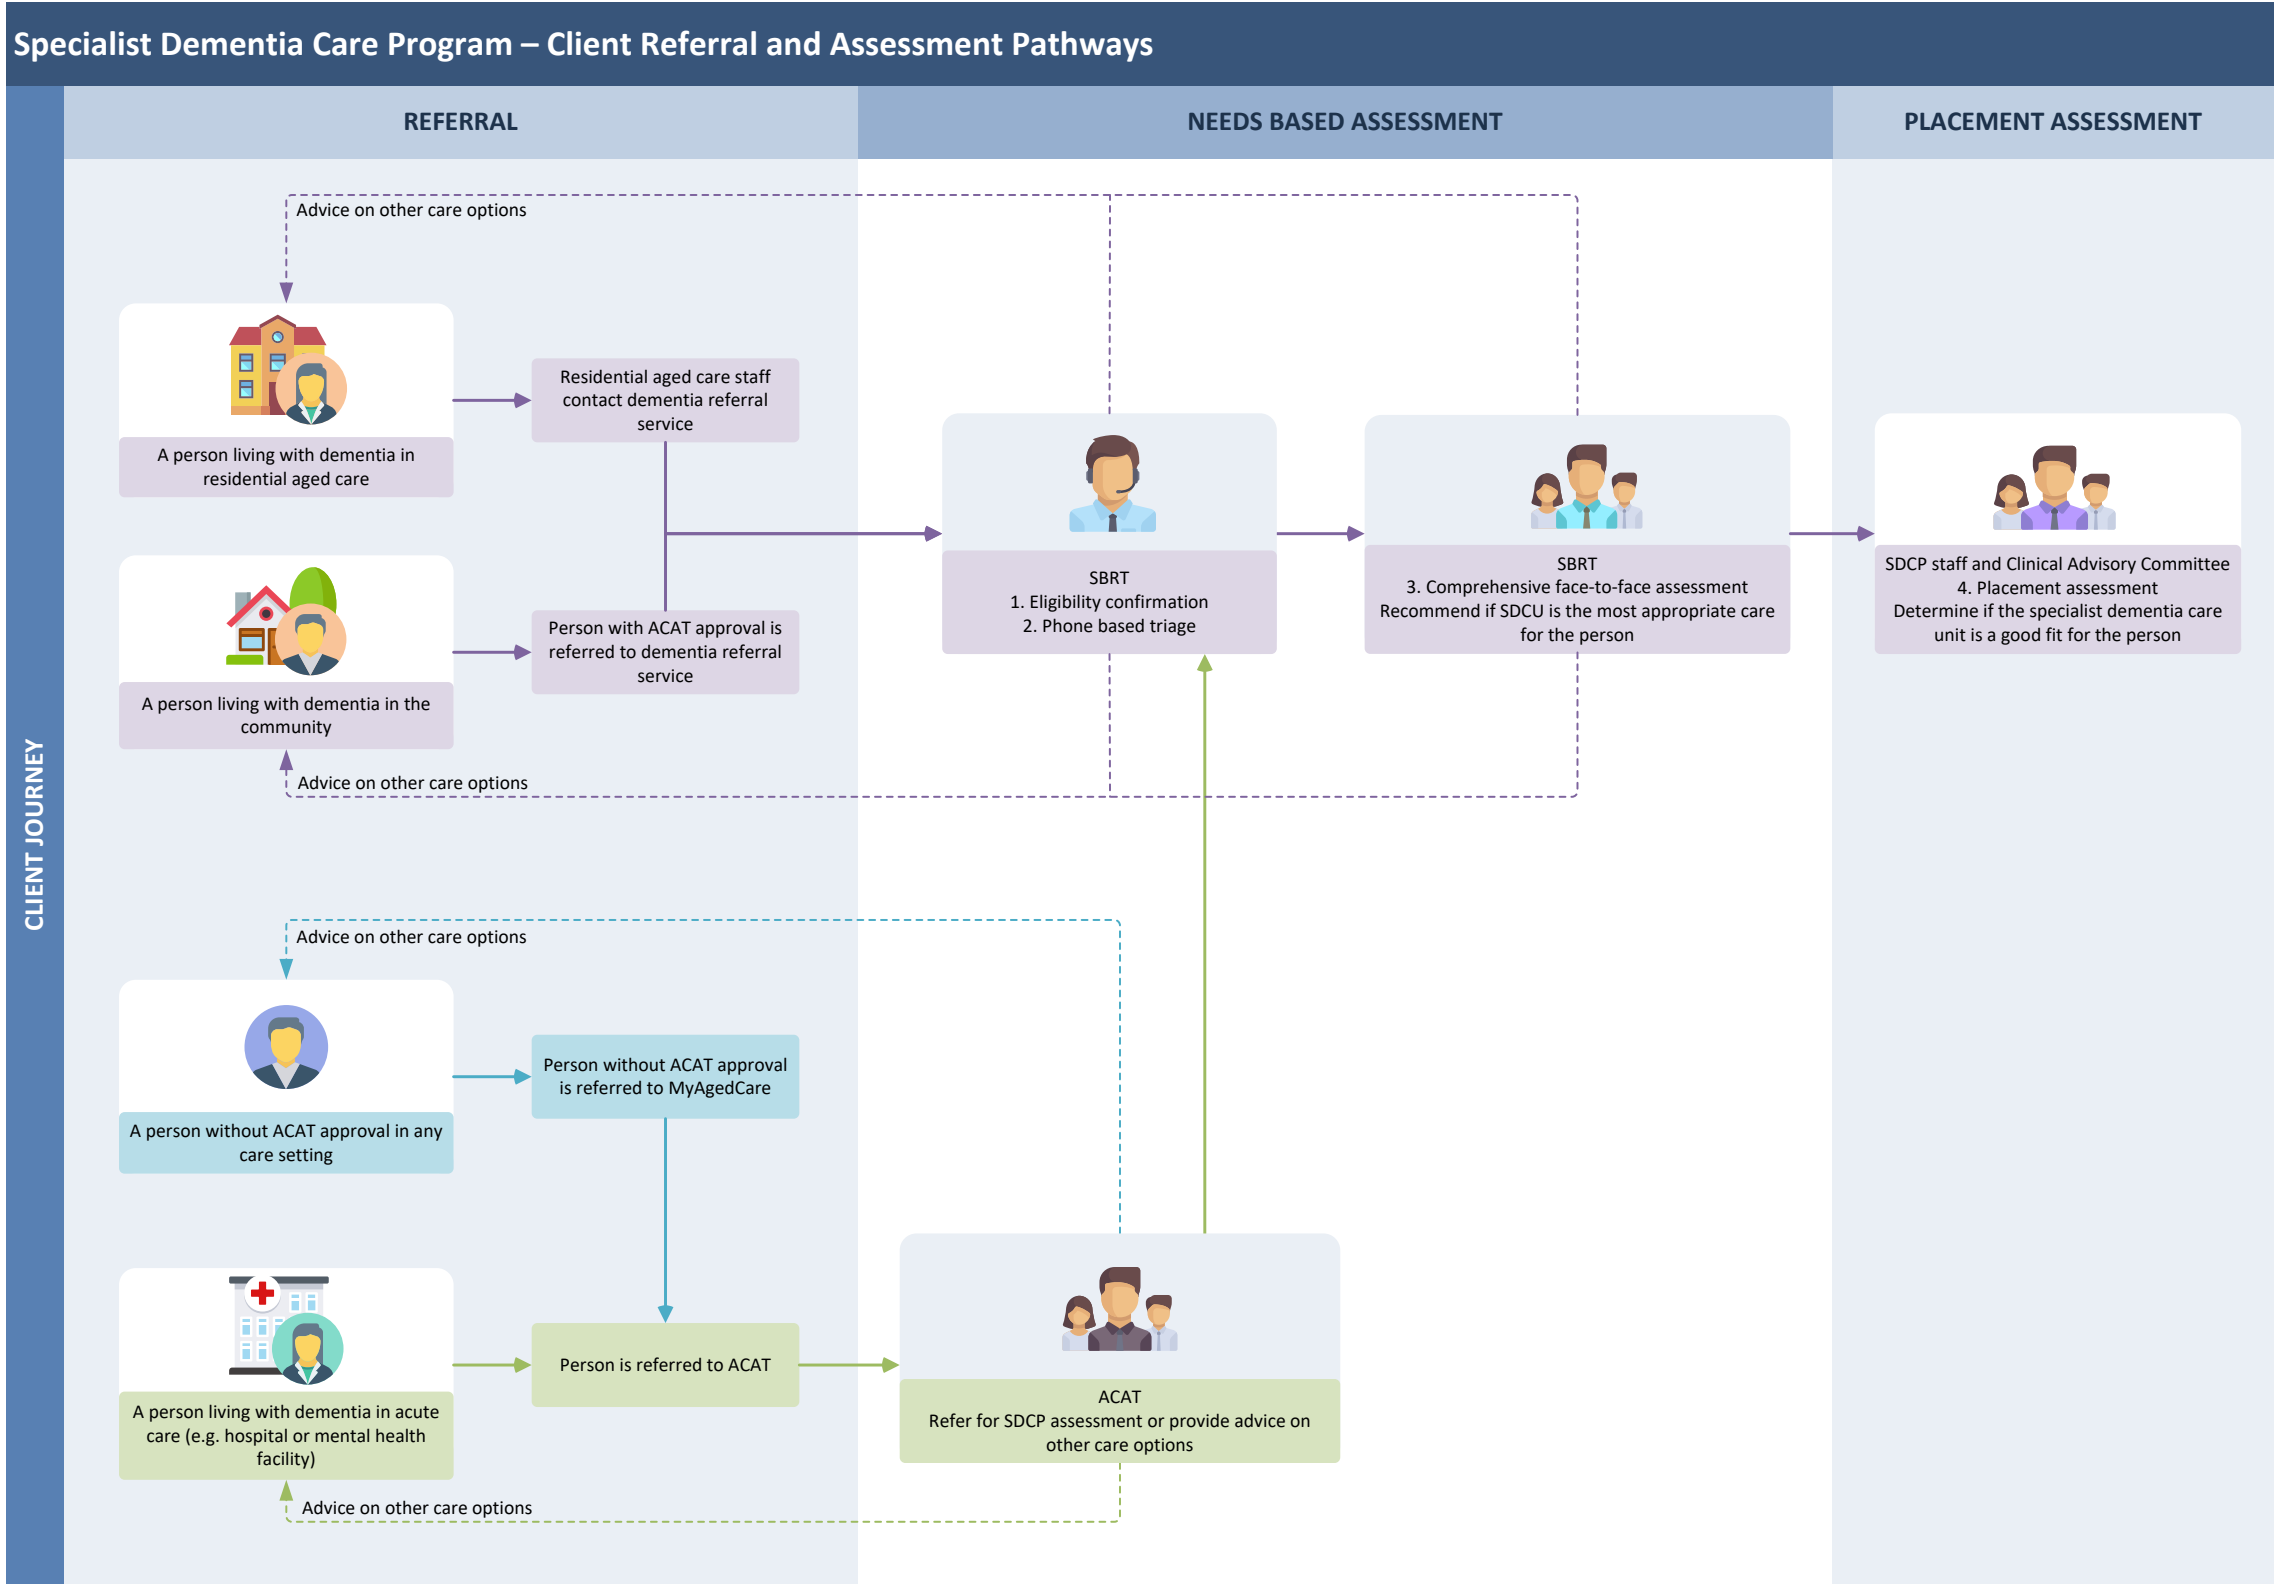 Specialist Dementia Care Program – Client Referral and Assessment Pathways
REFERRAL
NEEDS BASED ASSESSMENT
PLACEMENT ASSESSMENT
CLIENT JOURNEY
Advice on other care options
A person living with dementia in
residential aged care
Residential aged care staff
contact dementia referral
service
A person living with dementia in the
community
Person with ACAT approval is
referred to dementia referral
service
Advice on other care options
SBRT
1. Eligibility confirmation
2. Phone based triage
SBRT
3. Comprehensive face-to-face assessment
Recommend if SDCU is the most appropriate care
for the person
SDCP staff and Clinical Advisory Committee
4. Placement assessment
Determine if the specialist dementia care
unit is a good fit for the person
Advice on other care options
A person without ACAT approval in any
care setting
Person without ACAT approval
is referred to MyAgedCare
A person living with dementia in acute
care (e.g. hospital or mental health
facility)
Person is referred to ACAT
ACAT
Refer for SDCP assessment or provide advice on
other care options
Advice on other care options